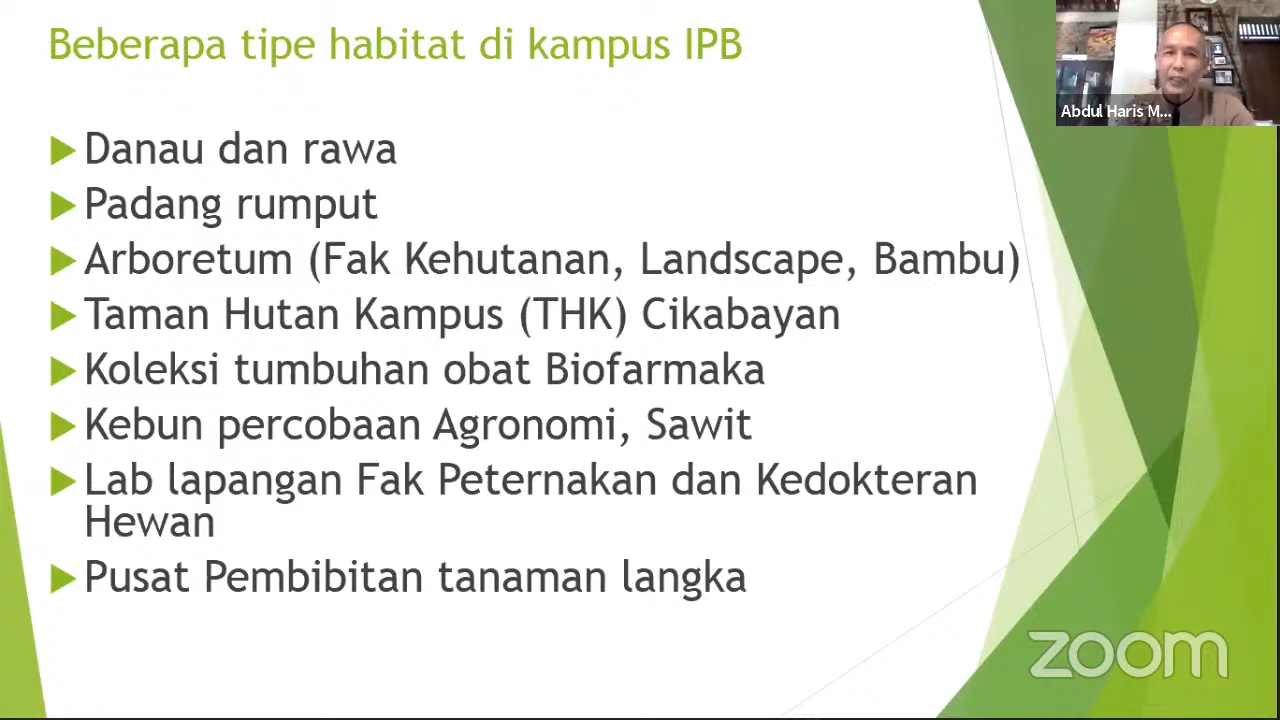 Beberapa tipe habitat di kampus IPB
Abdul Haris M...
Danau dan rawa
Padang rumput
Arboretum (Fak Kehutanan, Landscape, Bambu)
Taman Hutan Kampus (THK) Cikabayan
Koleksi tumbuhan obat Biofarmaka
Kebun percobaan Agronomi, Sawit
Lab lapangan Fak Peternakan dan Kedokteran
Hewan
Pusat Pembibitan tanaman langka
zoom